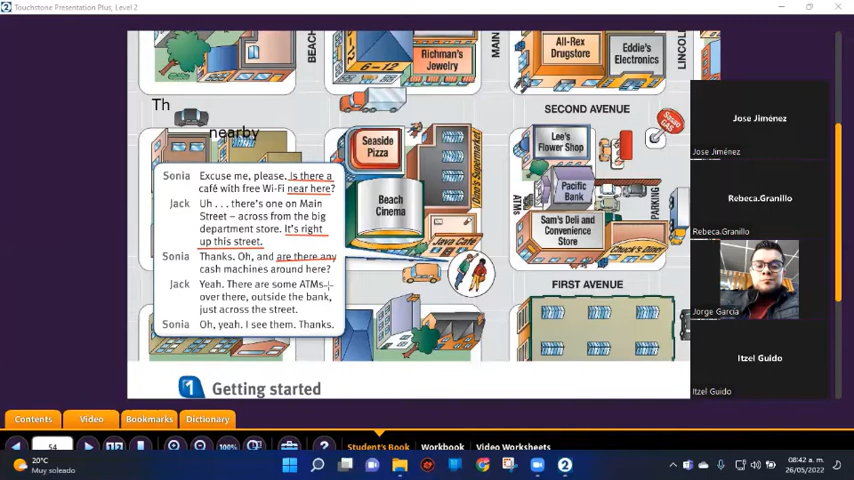 Touchstone Presentation Plus, Level 2
BEACH
MAIN
LINCOL
6-12
Richman's
Jewelry
All-Rex
Drugstore
Eddie's
Electronics
SECOND AVENUE
Th
nearby
Seaside
Pizza
Dino's Supermarket
Lee's
Flower Shop
GAS
Beach
Cinema
Pacific
Bank
ATMs
PARKING
Java Café
Sam's Deli and
Convenience
Store
Chuck's Diner
FIRST AVENUE
Sonia Excuse me, please. Is there a
café with free Wi-Fi near here?
Jack Uh . . . there's one on Main
Street – across from the big
department store. It's right
up this street.
Sonia Thanks. Oh, and are there any
cash machines around here?
Jack Yeah. There are some ATMs
over there, outside the bank,
just across the street.
Sonia Oh, yeah. I see them. Thanks.
1 Getting started
Jose Jiménez
Jose Jiménez
Rebeca.Granillo
Rebeca.Granillo
Jorge García
Itzel Guido
Itzel Guido
Contents Video Bookmarks Dictionary
54 100% ? Student's Book Workbook Video Worksheets
20°C
Muy soleado
08:42 a. m.
26/05/2022